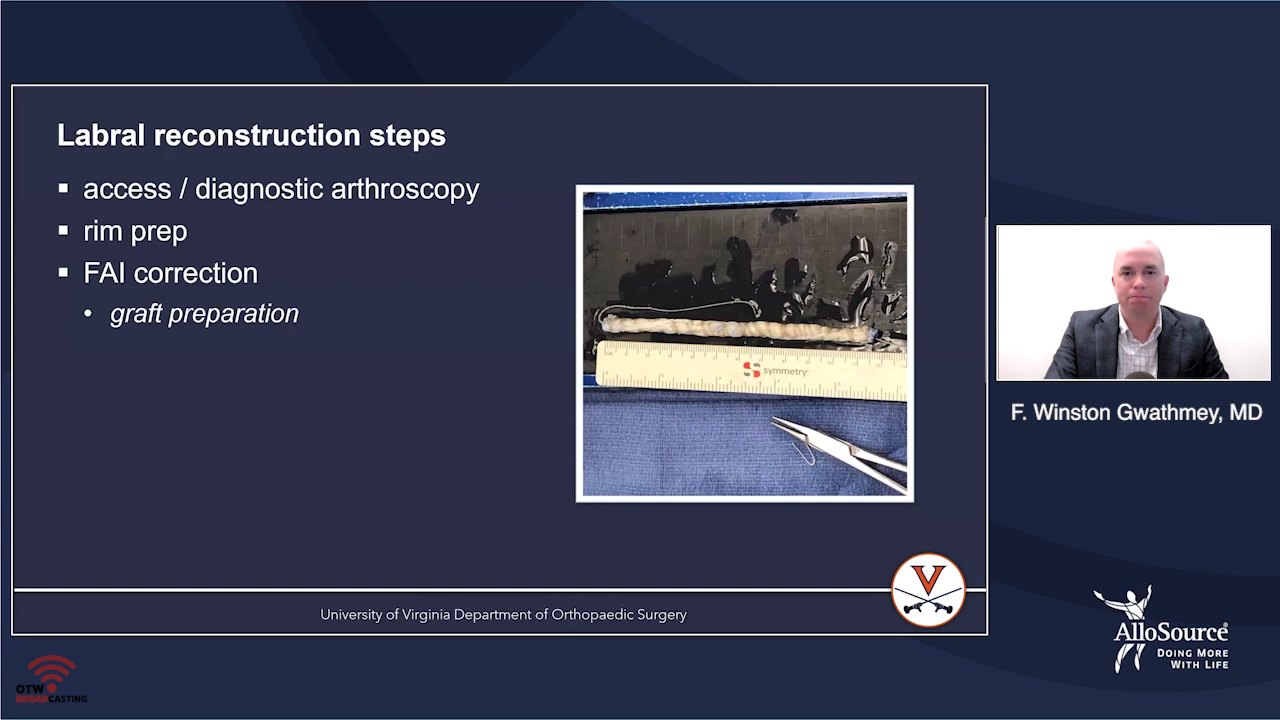 Labral reconstruction steps
▪ access / diagnostic arthroscopy
▪ rim prep
▪ FAI correction
• graft preparation
symmetry
F. Winston Gwathmey, MD
University of Virginia Department of Orthopaedic Surgery
V
AlloSource®
DOING MORE
WITH LIFE
OTW
BROADCASTING